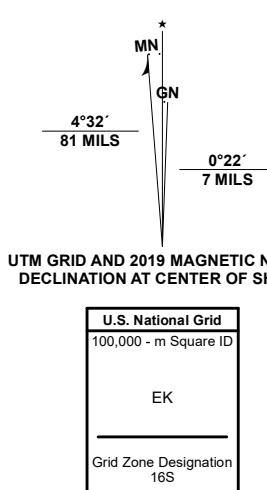 ★
MN
GN
4°32´
81 MILS
0°22´
7 MILS
UTM GRID AND 2019 MAGNETIC N
DECLINATION AT CENTER OF SH
U.S. National Grid
100,000 - m Square ID
EK
Grid Zone Designation
16S